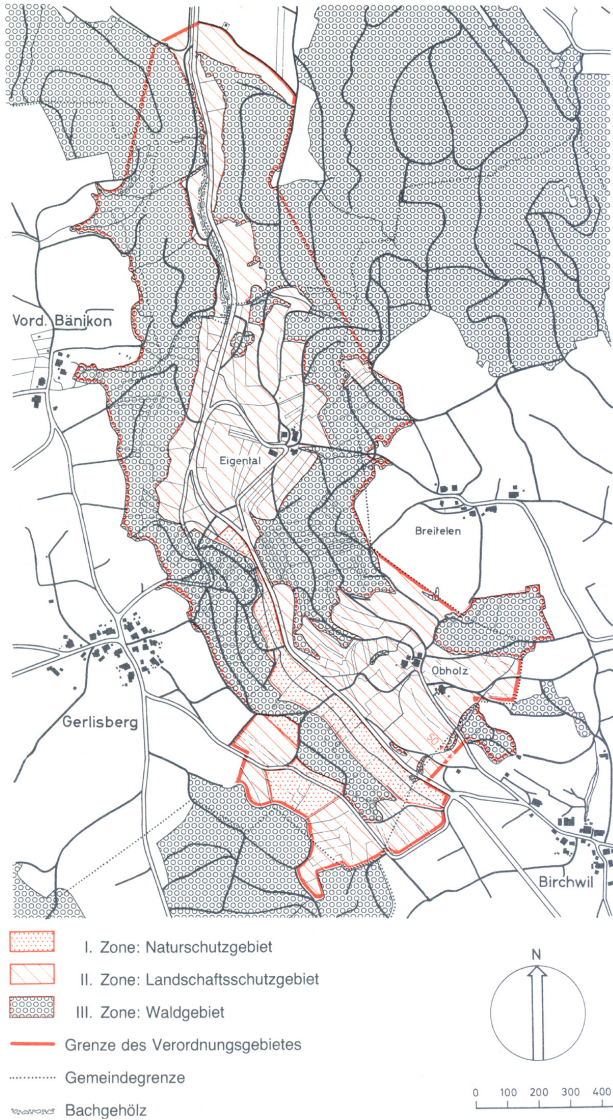 Vord. Bänikon
Eigental
Breitelen
Obholz
Gerlisberg
50
Birchwil
I. Zone: Naturschutzgebiet
II. Zone: Landschaftsschutzgebiet
III. Zone: Waldgebiet
Grenze des Verordnungsgebietes
Gemeindegrenze
Bachgehölz
N
0 100 200 300 400